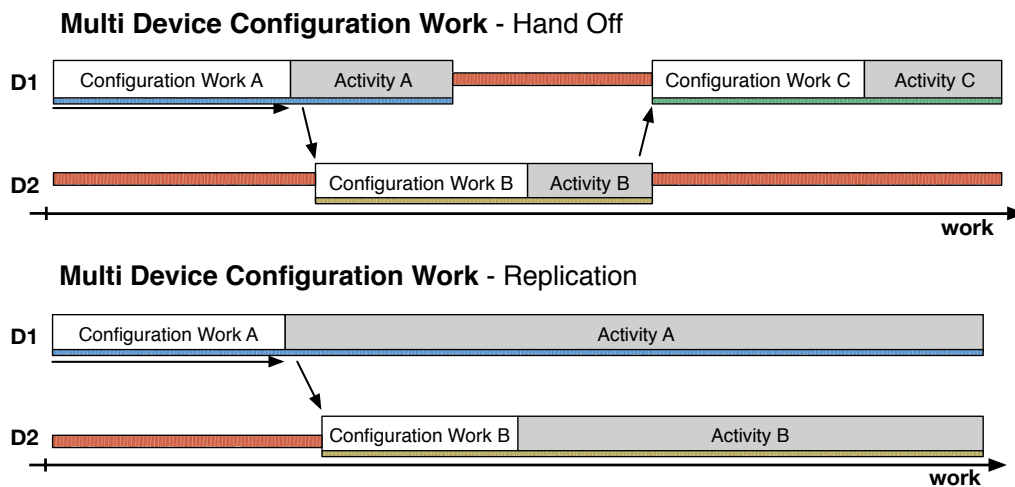 Multi Device Configuration Work - Hand Off
D1 Configuration Work A Activity A Configuration Work C Activity C
D2 Configuration Work B Activity B
work
Multi Device Configuration Work - Replication
D1 Configuration Work A Activity A
D2 Configuration Work B Activity B
work